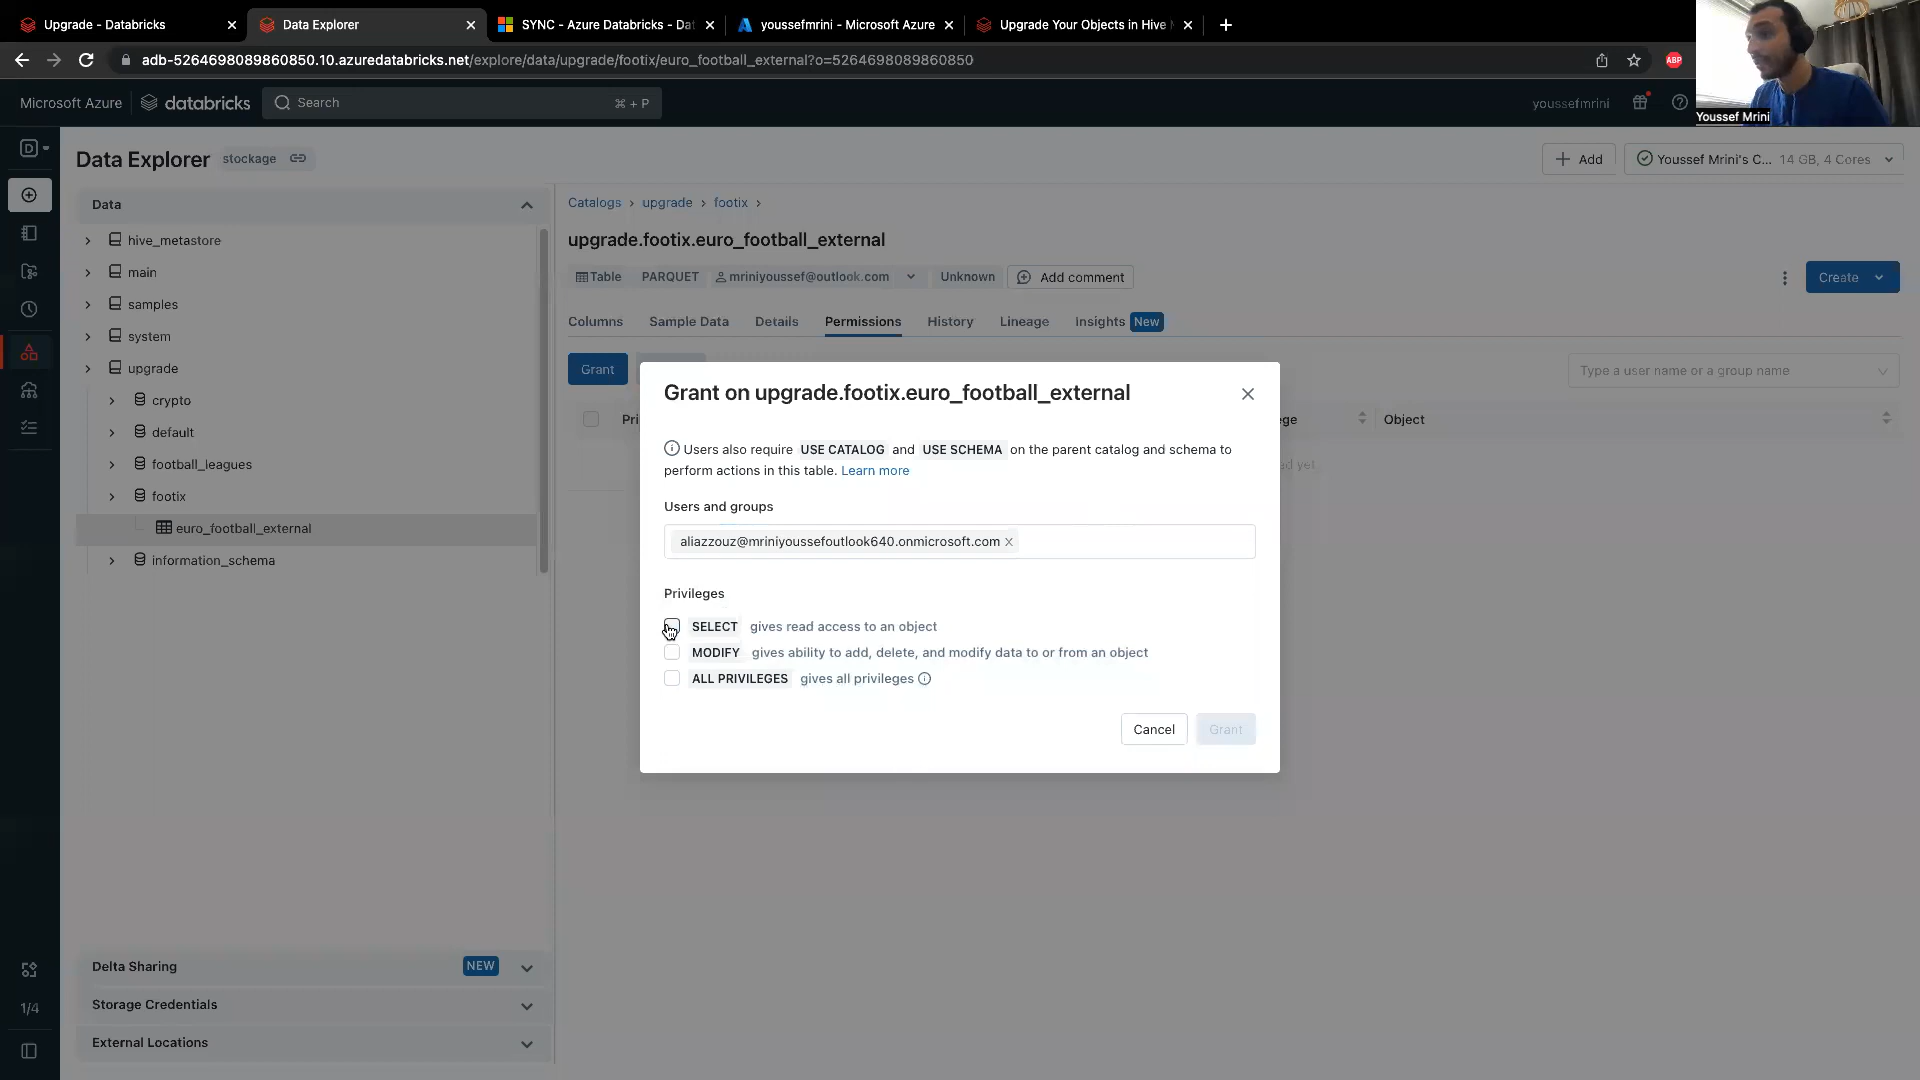 Upgrade - Databricks
Data Explorer
SYNC - Azure Databricks - Dat
youssefmrini - Microsoft Azure
Upgrade Your Objects in Hive
adb-5264698089860850.10.azuredatabricks.net/explore/data/upgrade/footix/euro_football_external?o=5264698089860850
ABP
Youssef Mrini
Microsoft Azure
databricks
Search
⌘ + P
youssefmrini
D
Data Explorer
stockage
Add
Youssef Mrini's C... 14 GB, 4 Cores
Data
hive_metastore
main
samples
system
upgrade
crypto
default
football_leagues
footix
euro_football_external
information_schema
Delta Sharing
NEW
Storage Credentials
External Locations
1/4
Catalogs > upgrade > footix >
upgrade.footix.euro_football_external
Table
PARQUET
mriniyoussef@outlook.com
Unknown
Add comment
Create
Columns
Sample Data
Details
Permissions
History
Lineage
Insights
New
Grant
Type a user name or a group name
Pri
ge
Object
ed yet
Grant on upgrade.footix.euro_football_external
Users also require USE CATALOG and USE SCHEMA on the parent catalog and schema to
perform actions in this table. Learn more
Users and groups
aliazzouz@mriniyoussefoutlook640.onmicrosoft.com
Privileges
SELECT gives read access to an object
MODIFY gives ability to add, delete, and modify data to or from an object
ALL PRIVILEGES gives all privileges
Cancel
Grant